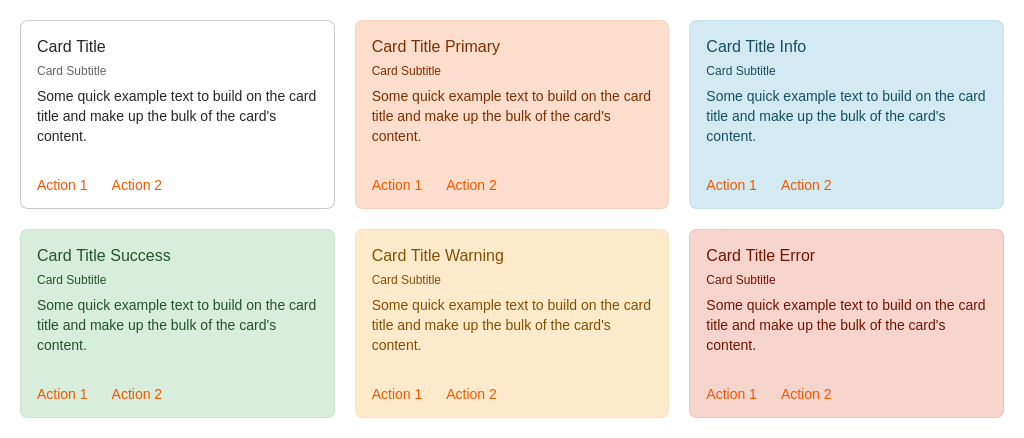 Card Title
Card Subtitle
Some quick example text to build on the card
title and make up the bulk of the card's
content.
Action 1 Action 2
Card Title Primary
Card Subtitle
Some quick example text to build on the card
title and make up the bulk of the card's
content.
Action 1 Action 2
Card Title Info
Card Subtitle
Some quick example text to build on the card
title and make up the bulk of the card's
content.
Action 1 Action 2
Card Title Success
Card Subtitle
Some quick example text to build on the card
title and make up the bulk of the card's
content.
Action 1 Action 2
Card Title Warning
Card Subtitle
Some quick example text to build on the card
title and make up the bulk of the card's
content.
Action 1 Action 2
Card Title Error
Card Subtitle
Some quick example text to build on the card
title and make up the bulk of the card's
content.
Action 1 Action 2